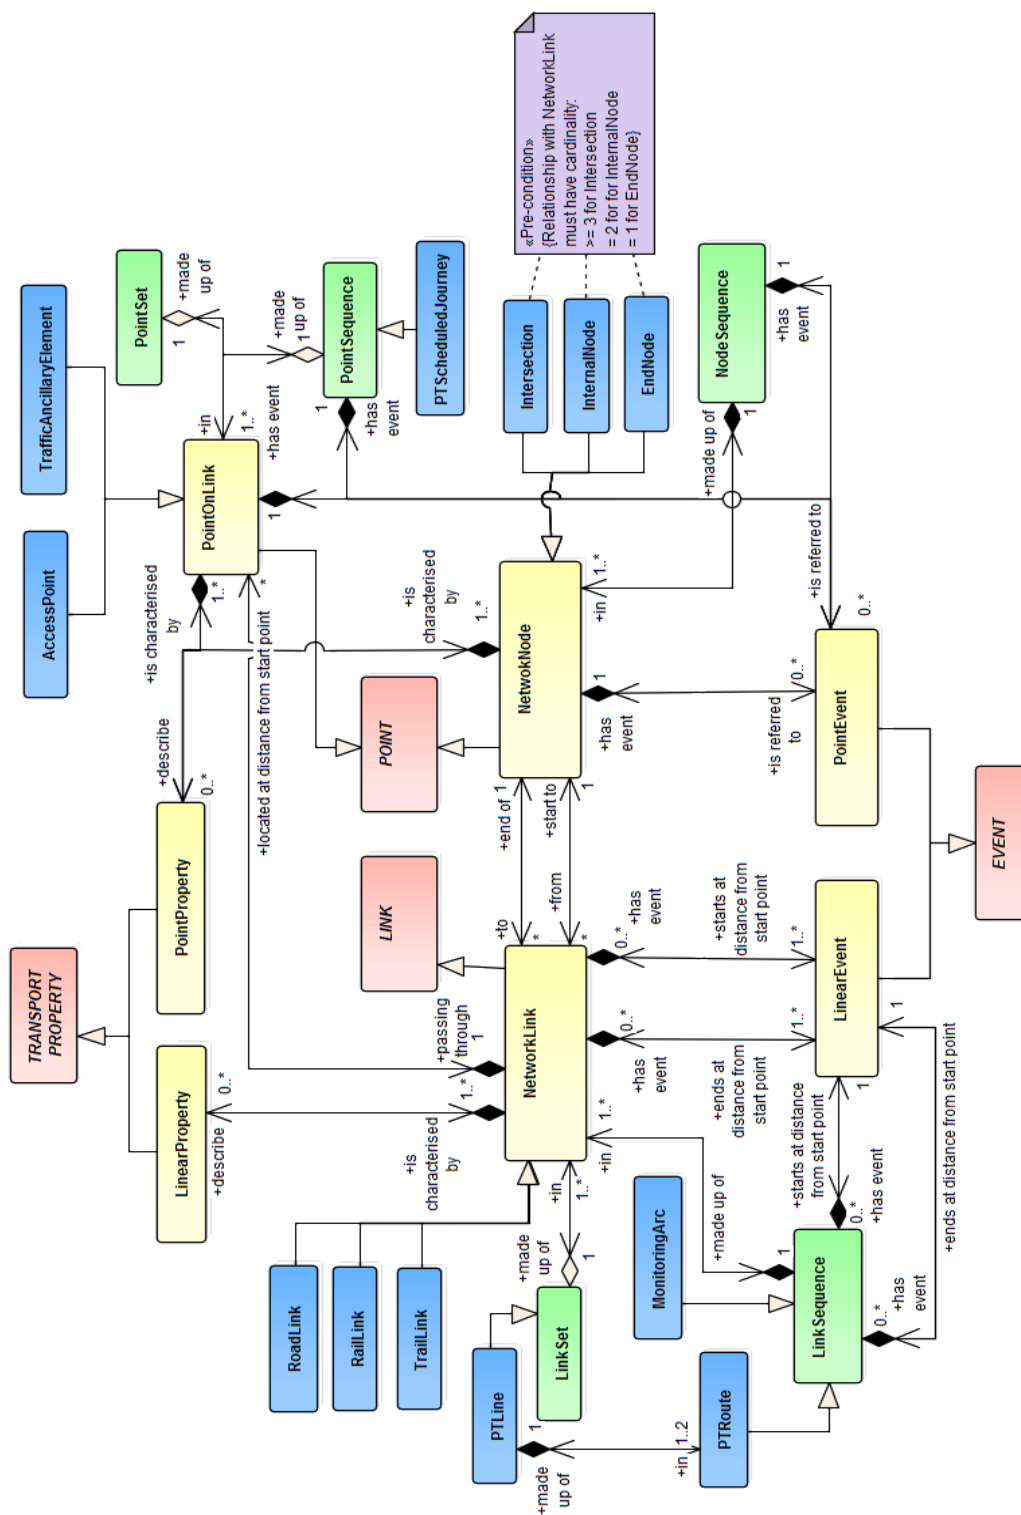 TRANSPORT
PROPERTY
AccessPoint
TrafficAncillaryElement
LinearProperty
PointProperty
PointSet
+describe
0..*
+describe
0..*
+is characterised
by
1..*
1
+made
up of
+in
1..*
PointOnLink
+located at distance from start point
*
1
+has event
+made
up of
1
PointSequence
1
+has
event
PTScheduledJourney
RoadLink
RailLink
TrailLink
LINK
POINT
+is
characterised
by
1..*
+passing
through
1
+is
characterised
by
1..*
NetworkLink
NetwokNode
+to
*
+end of
1
+from
*
+start to
1
Intersection
InternalNode
EndNode
«Pre-condition»
{Relationship with NetworkLink
must have cardinality:
>= 3 for Intersection
= 2 for for InternalNode
= 1 for EndNode}
PTLine
LinkSet
+made
up of
1
+in
1..*
1
+made
up of
+in
1..2
PTRoute
MonitoringArc
+in
1..*
+made up of
1
LinkSequence
0..*
+has
event
+has
event
0..*
+has
event
1
+in
1..*
+made up of
1
NodeSequence
1
+has
event
+ends at
distance from
start point
1..*
+starts at
distance from
start point
1..*
+is referred
to
0..*
+is referred to
0..*
+starts at distance
from start point
1
0..*
+has event
0..*
+has
event
+ends at distance from start point
1
LinearEvent
PointEvent
EVENT